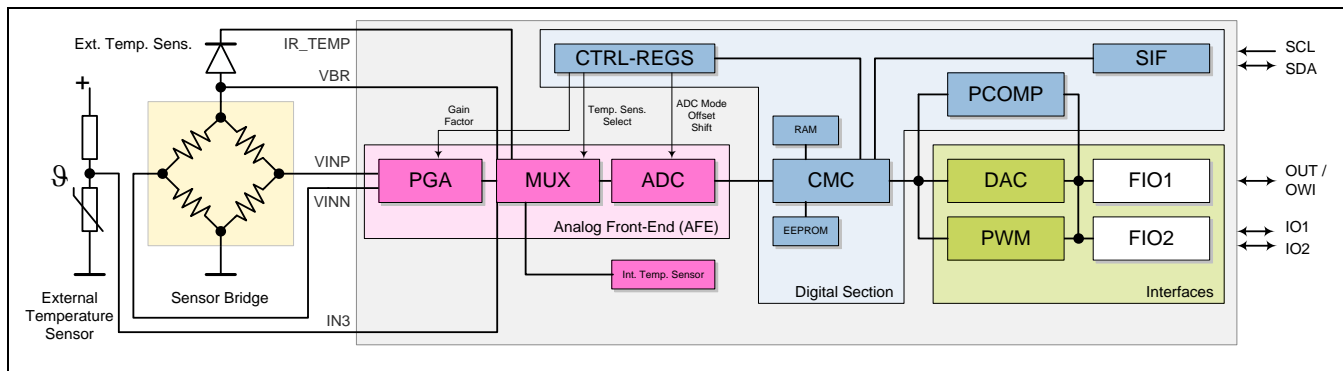 Ext. Temp. Sens.
IR_TEMP
VBR
+
ϑ
VINP
VINN
External
Temperature
Sensor
Sensor Bridge
IN3
CTRL-REGS
SIF
SCL
SDA
PCOMP
Gain
Factor
Temp. Sens.
Select
ADC Mode
Offset
Shift
RAM
PGA
MUX
ADC
CMC
DAC
FIO1
OUT /
OWI
Analog Front-End (AFE)
EEPROM
PWM
FIO2
IO1
IO2
Int. Temp. Sensor
Digital Section
Interfaces